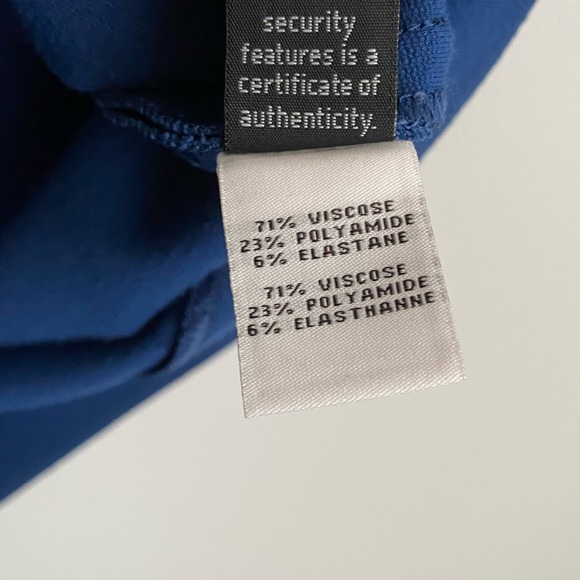 security
features is a
certificate of
authenticity.
71% VISCOSE
23% POLYAMIDE
6% ELASTANE
71% VISCOSE
23% POLYAMIDE
6% ELASTHANNE